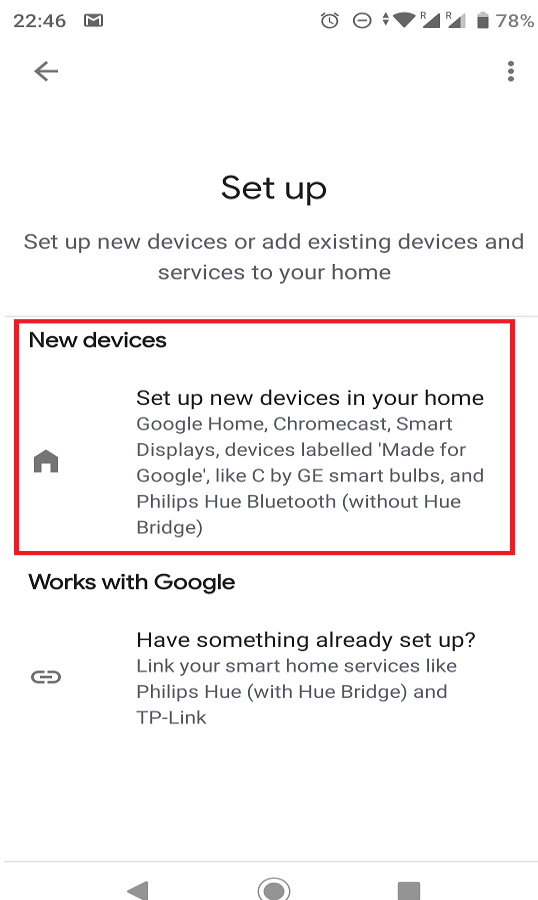 22:46 R R 78%
Set up
Set up new devices or add existing devices and
services to your home
New devices
Set up new devices in your home
Google Home, Chromecast, Smart
Displays, devices labelled 'Made for
Google', like C by GE smart bulbs, and
Philips Hue Bluetooth (without Hue
Bridge)
Works with Google
Have something already set up?
Link your smart home services like
Philips Hue (with Hue Bridge) and
TP-Link